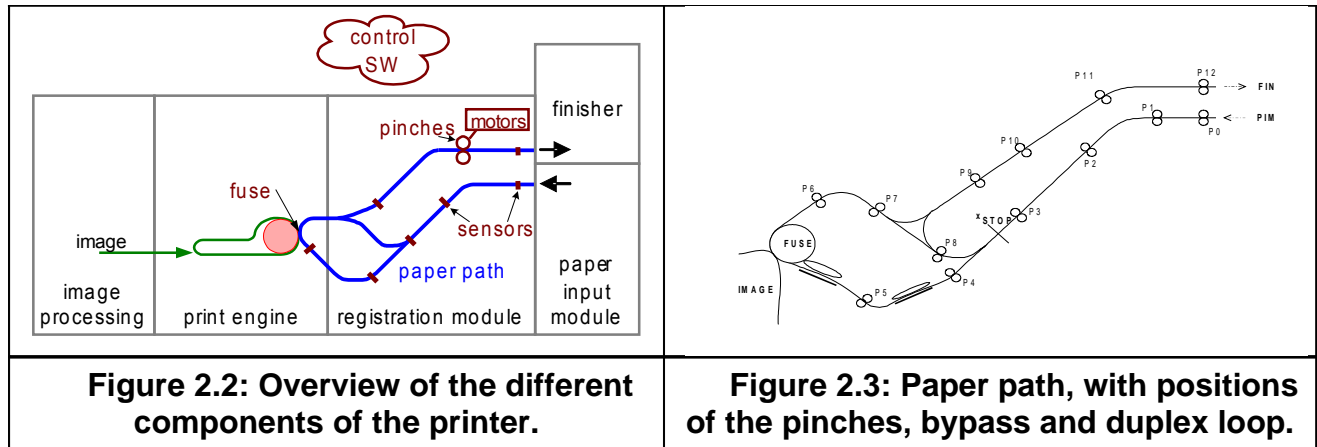 control
SW
finisher
pinches
motors
fuse
sensors
image
paper path
image
processing
print engine
registration module
paper
input
module
Figure 2.2: Overview of the different
components of the printer.
P12
P11
FIN
P1
PIM
P0
P10
P2
P9
P6
P7
P3
x STOP
FUSE
P8
IMAGE
P5
P4
Figure 2.3: Paper path, with positions
of the pinches, bypass and duplex loop.